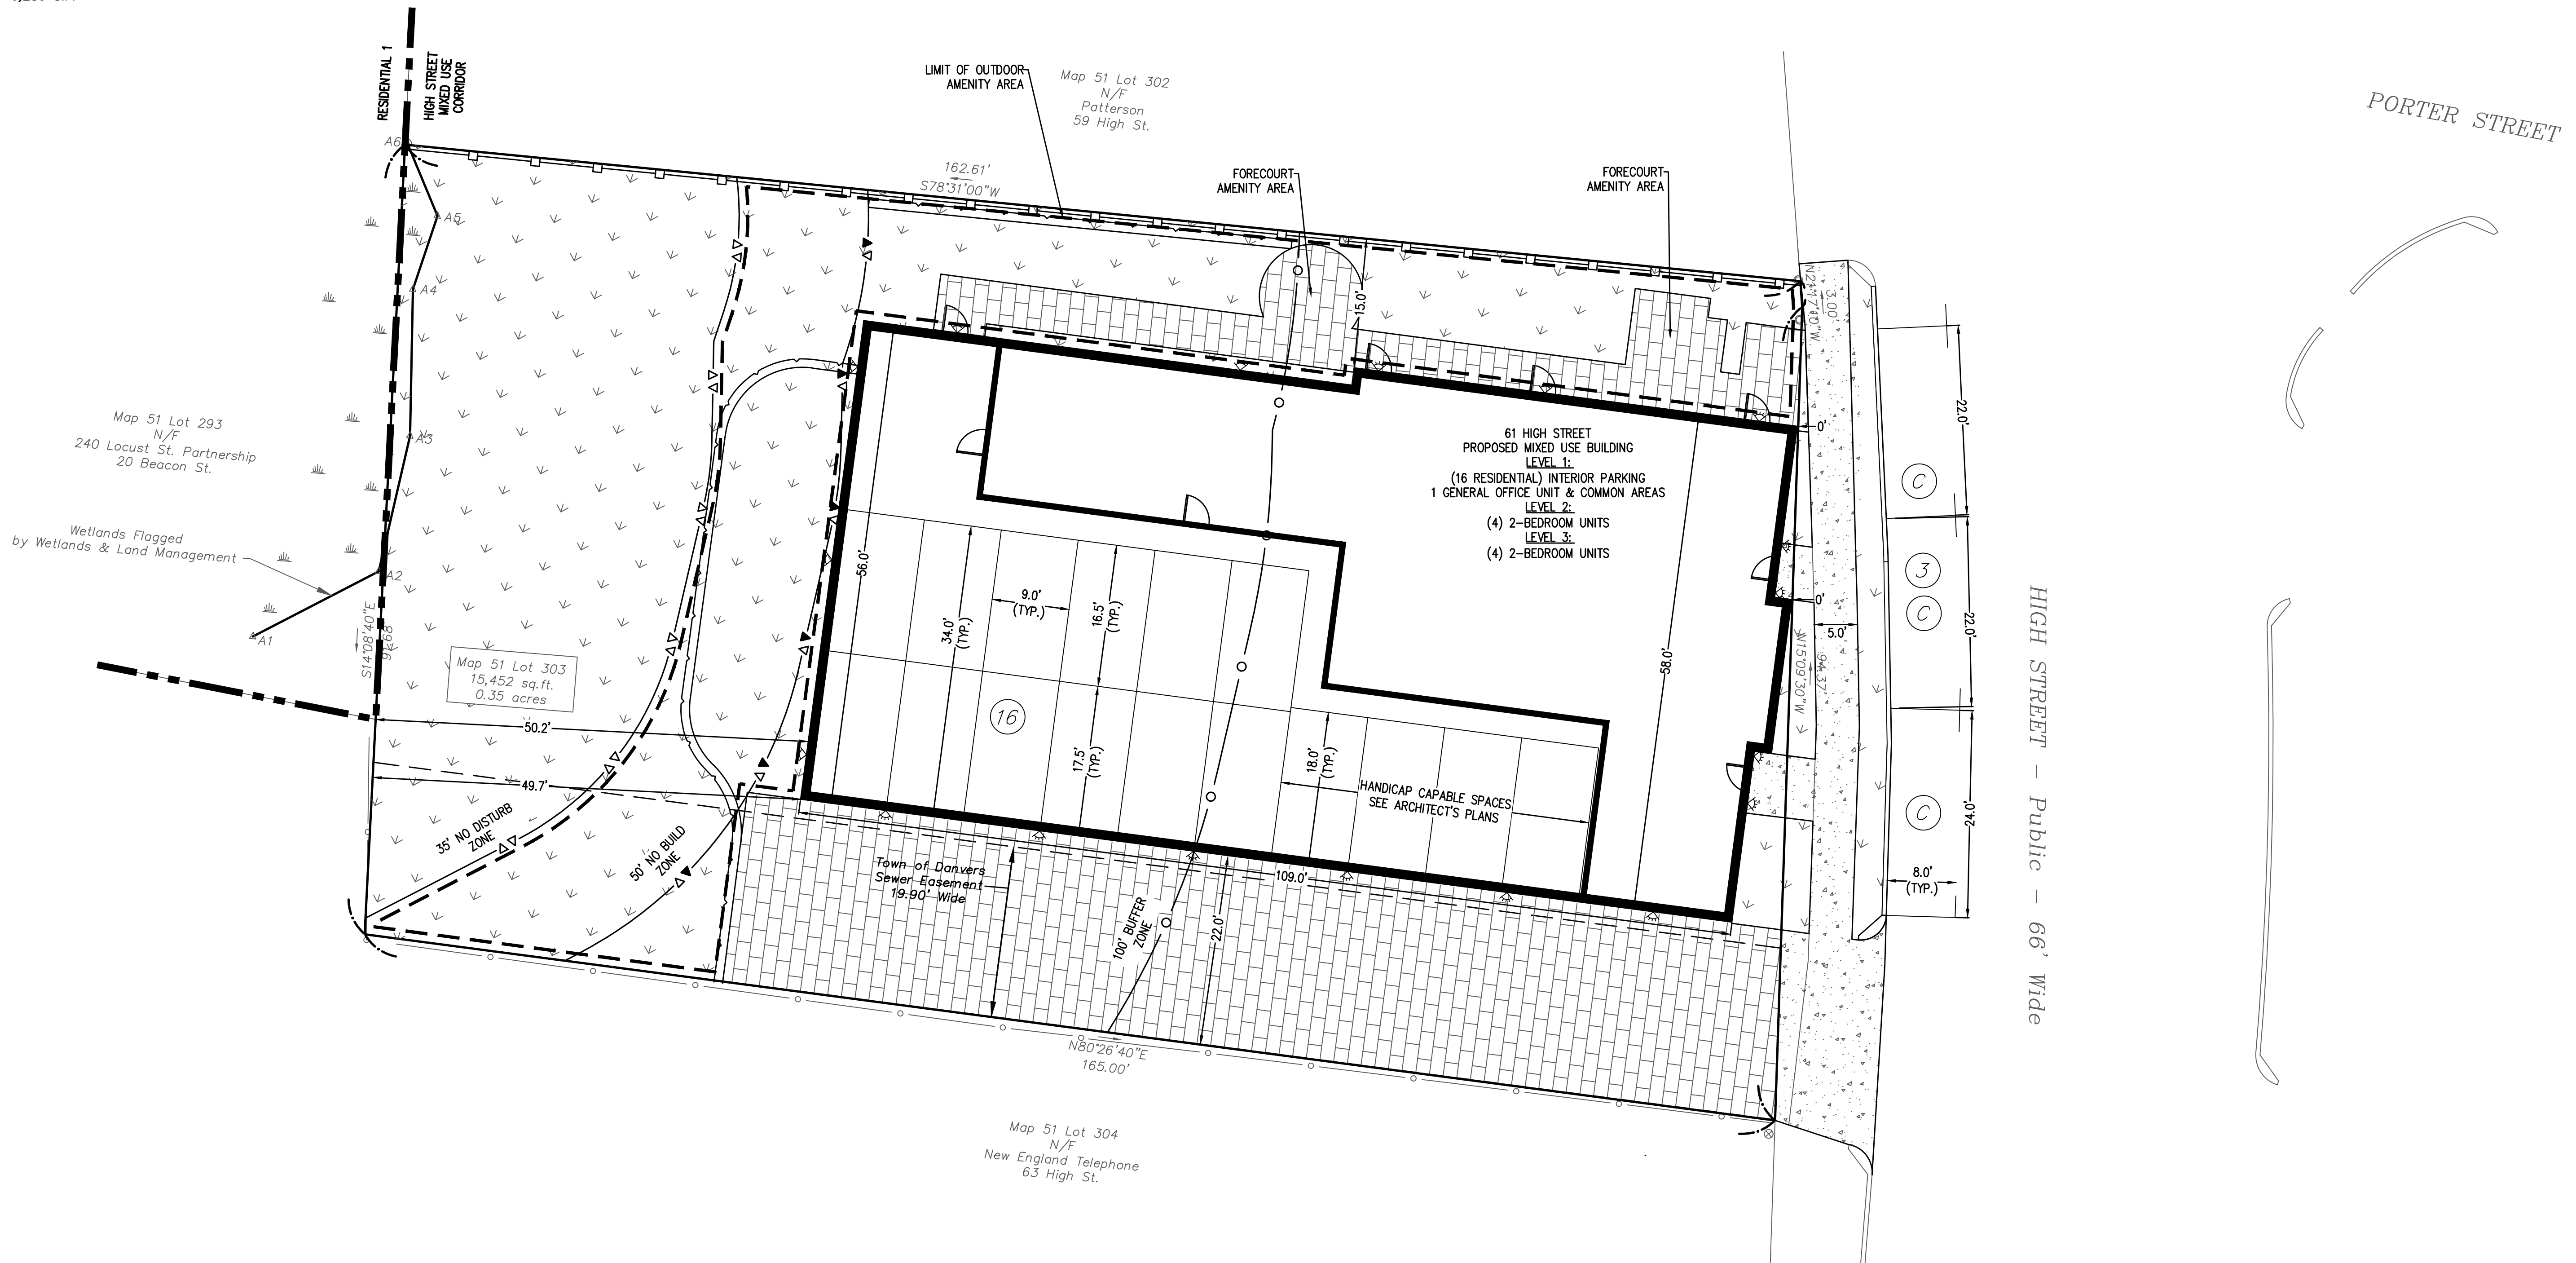 RESIDENTIAL 1
HIGH STREET
MIXED USE
CORRIDOR
LIMIT OF OUTDOOR
AMENITY AREA
Map 51 Lot 302
N/F
Patterson
59 High St.
PORTER STREET
162.61'
S78°31'00"W
FORECOURT
AMENITY AREA
FORECOURT
AMENITY AREA
A6
A5
A4
A3
A2
A1
15.0'
3.00'
22.0'
Map 51 Lot 293
N/F
240 Locust St. Partnership
20 Beacon St.
Wetlands Flagged
by Wetlands & Land Management
61 HIGH STREET
PROPOSED MIXED USE BUILDING
LEVEL 1:
(16 RESIDENTIAL) INTERIOR PARKING
1 GENERAL OFFICE UNIT & COMMON AREAS
LEVEL 2:
(4) 2-BEDROOM UNITS
LEVEL 3:
(4) 2-BEDROOM UNITS
0'
0'
C
3
C
22.0'
C
24.0'
8.0'
(TYP.)
5.0'
N15°09'30"W
94.37'
HIGH STREET - Public - 66' Wide
56.0'
34.0'
(TYP.)
9.0'
(TYP.)
16.5'
(TYP.)
58.0'
S14°08'40"E
91.68'
Map 51 Lot 303
15,452 sq.ft.
0.35 acres
16
50.2'
49.7'
17.5'
(TYP.)
18.0'
(TYP.)
HANDICAP CAPABLE SPACES
SEE ARCHITECT'S PLANS
35' NO DISTURB
ZONE
50' NO BUILD
ZONE
Town of Danvers
Sewer Easement
19.90' Wide
109.0'
100' BUFFER
ZONE
22.0'
N80°26'40"E
165.00'
Map 51 Lot 304
N/F
New England Telephone
63 High St.